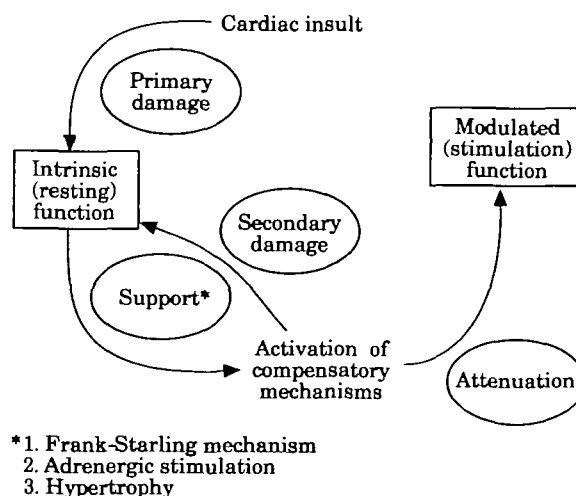 Cardiac insult
Primary
damage
Intrinsic
(resting)
function
Modulated
(stimulation)
function
Secondary
damage
Support*
Activation of
compensatory
mechanisms
Attenuation
*1. Frank-Starling mechanism
2. Adrenergic stimulation
3. Hypertrophy